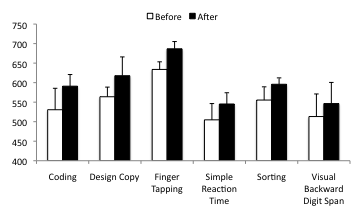 Before After
750
700
650
600
550
500
450
400
Coding Design Copy Finger Simple Sorting Visual
Tapping Reaction Backward
Time Digit Span